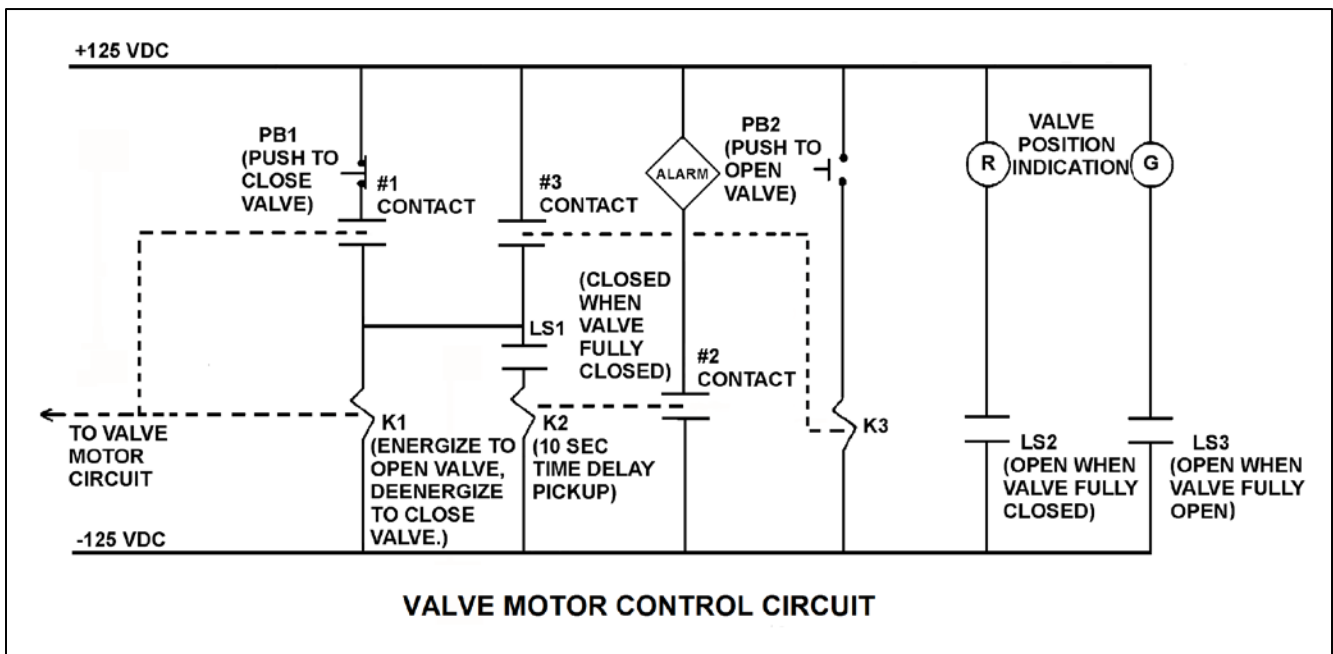 +125 VDC
PB1
(PUSH TO
CLOSE
VALVE)
#1
CONTACT
#3
CONTACT
ALARM
PB2
(PUSH TO
OPEN
VALVE)
R
VALVE
POSITION
INDICATION
G
LS1
(CLOSED
WHEN
VALVE
FULLY
CLOSED)
#2
CONTACT
TO VALVE
MOTOR
CIRCUIT
K1
(ENERGIZE TO
OPEN VALVE,
DEENERGIZE
TO CLOSE
VALVE.)
K2
(10 SEC
TIME DELAY
PICKUP)
K3
LS2
(OPEN WHEN
VALVE FULLY
CLOSED)
LS3
(OPEN WHEN
VALVE FULLY
OPEN)
-125 VDC
VALVE MOTOR CONTROL CIRCUIT